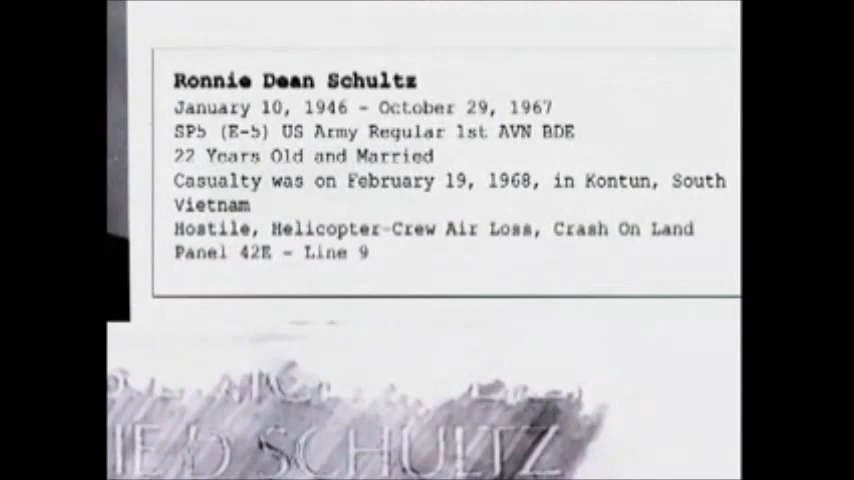 Ronnie Dean Schultz
January 10, 1946 - October 29, 1967
SP5 (E-5) US Army Regular 1st AVN BDE
22 Years Old and Married
Casualty was on February 19, 1968, in Kontun, South
Vietnam
Hostile, Helicopter-Crew Air Loss, Crash On Land
Panel 42E - Line 9
IE D SCHULTZ